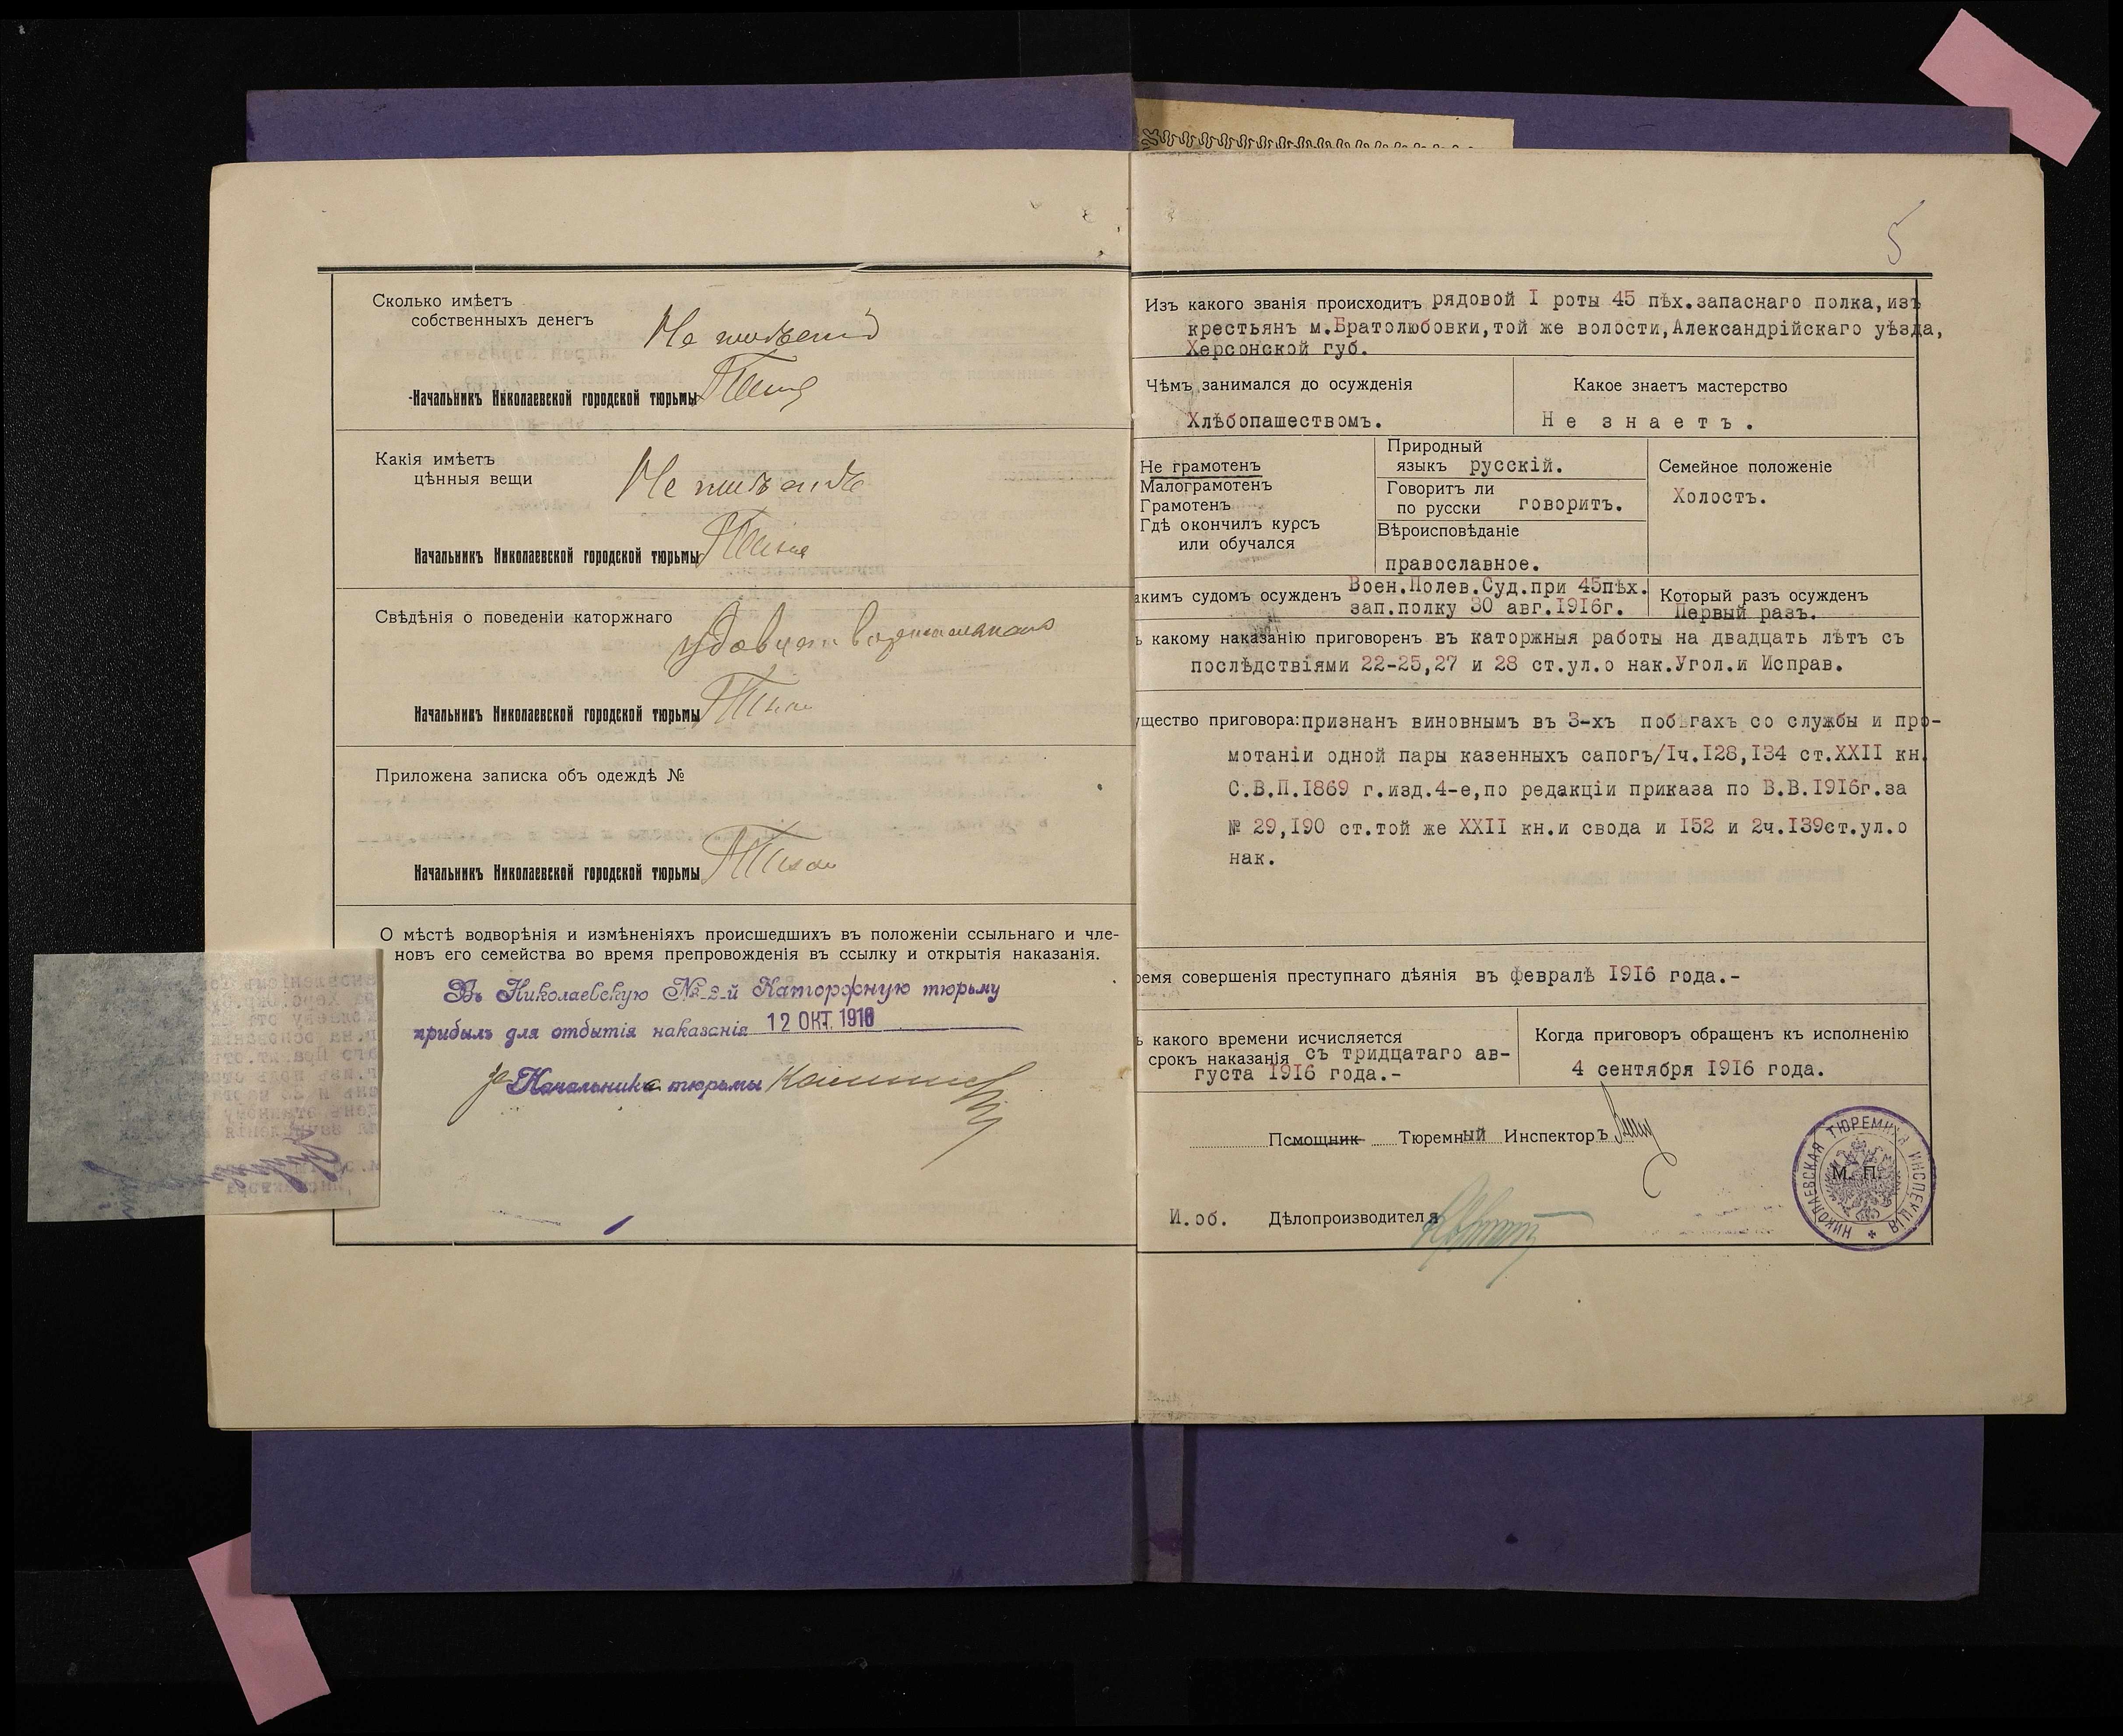 Сколько имѣетъ
собственныхъ денегъ
Не имѣетъ
Начальникъ Николаевской городской тюрьмы
Какія имѣетъ
цѣнныя вещи
Не имѣетъ
Начальникъ Николаевской городской тюрьмы
Свѣдѣнія о поведеніи каторжнаго
Начальникъ Николаевской городской тюрьмы
Приложена записка объ одеждѣ №
Начальникъ Николаевской городской тюрьмы
О мѣстѣ водворѣнія и измѣненіяхъ происшедшихъ въ положеніи ссыльнаго и чле-
новъ его семейства во время препровожденія въ ссылку и открытія наказанія.
Въ Николаевскую № 2-й Каторжную тюрьму
прибылъ для отбытія наказанія 12 ОКТ. 1916
за Начальника тюрьмы
5
Изъ какого званія происходитъ рядовой I роты 45 пѣх.запаснаго полка,изъ
крестьянъ м.Братолюбовки,той же волости,Александрійскаго уѣзда,
Херсонской губ.
Чѣмъ занимался до осужденія
Хлѣбопашествомъ.
Какое знаетъ мастерство
Не знаетъ.
Не грамотенъ
Малограмотенъ
Грамотенъ
Гдѣ окончилъ курсъ
или обучался
Природный
языкъ русскій.
Говоритъ ли
по русски говоритъ.
Вѣроисповѣданіе
православное.
Семейное положеніе
Холостъ.
акимъ судомъ осужденъ Воен.Полев.Суд.при 45пѣх.
зап.полку 30 авг.1916г.
Который разъ осужденъ
Первый разъ.
ъ какому наказанію приговоренъ въ каторжныя работы на двадцать лѣтъ съ
послѣдствіями 22-25,27 и 28 ст.ул.о нак.Угол.и Исправ.
ущество приговора: признанъ виновнымъ въ 3-хъ побѣгахъ со службы и про-
мотаніи одной пары казенныхъ сапогъ/1ч.128,134 ст.XXII кн.
С.В.П.1869 г.изд.4-е,по редакціи приказа по В.В.1916г.за
№ 29,190 ст.той же XXII кн.и свода и 152 и 2ч.139ст.ул.о
нак.
ремя совершенія преступнаго дѣянія въ февралѣ 1916 года.-
ъ какого времени исчисляется
срокъ наказанія съ тридцатаго ав-
густа 1916 года.-
Когда приговоръ обращенъ къ исполненію
4 сентября 1916 года.
Помощник Тюремный Инспекторъ
И.об. Дѣлопроизводителя
М. П.
НИКОЛАЕВСКАЯ ТЮРЕМНАЯ ИНСПЕКЦІЯ